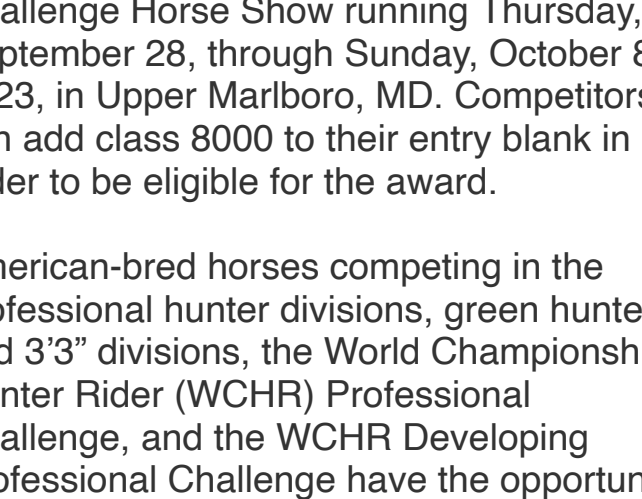 allenge Horse Show running Thursday,
ptember 28, through Sunday, October 8
23, in Upper Marlboro, MD. Competitors
n add class 8000 to their entry blank in
der to be eligible for the award.
merican-bred horses competing in the
ofessional hunter divisions, green hunte
d 3’3” divisions, the World Championsh
nter Rider (WCHR) Professional
allenge, and the WCHR Developing
ofessional Challenge have the opportun